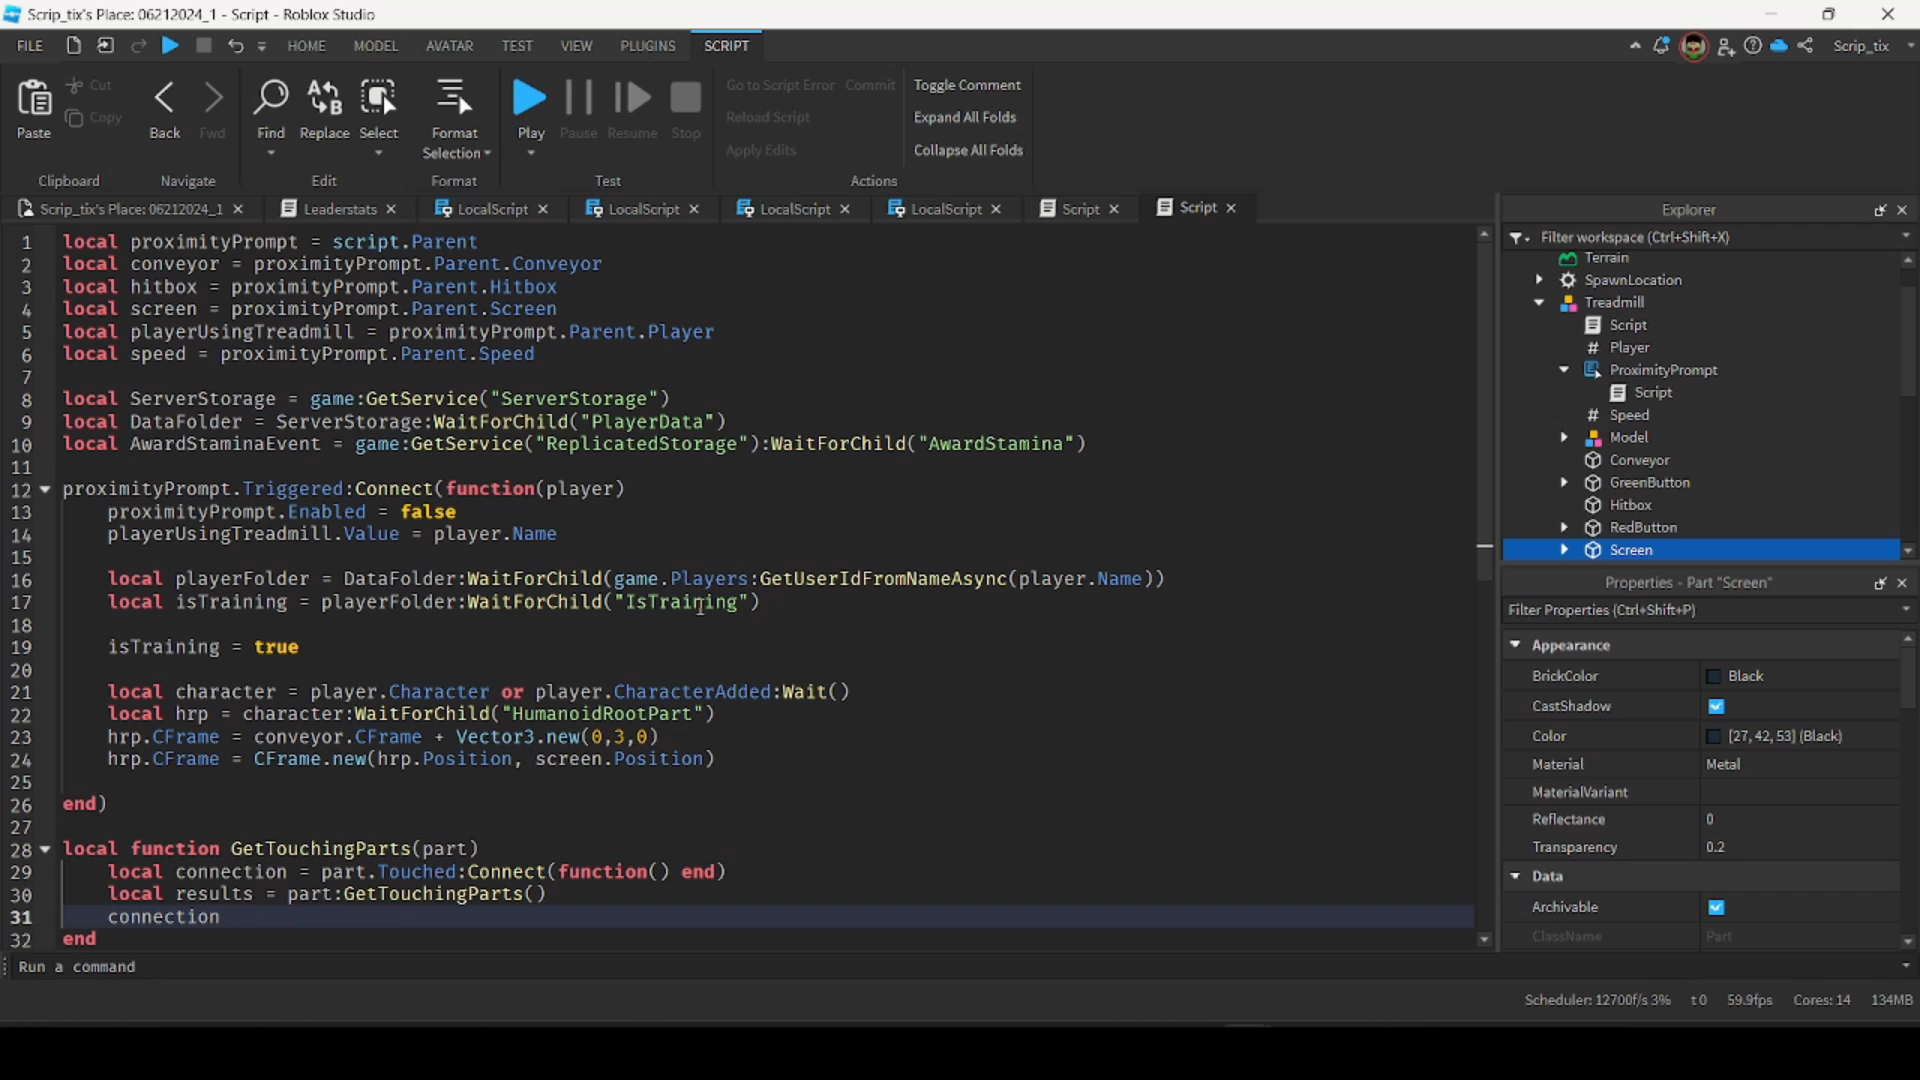 Scrip_tix's Place: 06212024_1 - Script - Roblox Studio
FILE HOME MODEL AVATAR TEST VIEW PLUGINS SCRIPT Scrip_tix
Paste Cut Copy
Clipboard
Back Fwd
Navigate
Find Replace Select
Edit
Format Selection
Format
Play Pause Resume Stop
Test
Go to Script Error Commit
Reload Script
Apply Edits
Toggle Comment
Expand All Folds
Collapse All Folds
Actions
Scrip_tix's Place: 06212024_1 Leaderstats LocalScript LocalScript LocalScript LocalScript Script Script
1 local proximityPrompt = script.Parent
2 local conveyor = proximityPrompt.Parent.Conveyor
3 local hitbox = proximityPrompt.Parent.Hitbox
4 local screen = proximityPrompt.Parent.Screen
5 local playerUsingTreadmill = proximityPrompt.Parent.Player
6 local speed = proximityPrompt.Parent.Speed
7
8 local ServerStorage = game:GetService("ServerStorage")
9 local DataFolder = ServerStorage:WaitForChild("PlayerData")
10 local AwardStaminaEvent = game:GetService("ReplicatedStorage"):WaitForChild("AwardStamina")
11
12 proximityPrompt.Triggered:Connect(function(player)
13 proximityPrompt.Enabled = false
14 playerUsingTreadmill.Value = player.Name
15
16 local playerFolder = DataFolder:WaitForChild(game.Players:GetUserIdFromNameAsync(player.Name))
17 local isTraining = playerFolder:WaitForChild("IsTraining")
18
19 isTraining = true
20
21 local character = player.Character or player.CharacterAdded:Wait()
22 local hrp = character:WaitForChild("HumanoidRootPart")
23 hrp.CFrame = conveyor.CFrame + Vector3.new(0,3,0)
24 hrp.CFrame = CFrame.new(hrp.Position, screen.Position)
25
26 end)
27
28 local function GetTouchingParts(part)
29 local connection = part.Touched:Connect(function() end)
30 local results = part:GetTouchingParts()
31 connection
32 end
Run a command
Explorer
Filter workspace (Ctrl+Shift+X)
Terrain
SpawnLocation
Treadmill
Script
# Player
ProximityPrompt
Script
# Speed
Model
Conveyor
GreenButton
Hitbox
RedButton
Screen
Properties - Part "Screen"
Filter Properties (Ctrl+Shift+P)
Appearance
BrickColor Black
CastShadow
Color [27, 42, 53] (Black)
Material Metal
MaterialVariant
Reflectance 0
Transparency 0.2
Data
Archivable
ClassName Part
Scheduler: 12700f/s 3% t 0 59.9fps Cores: 14 134MB